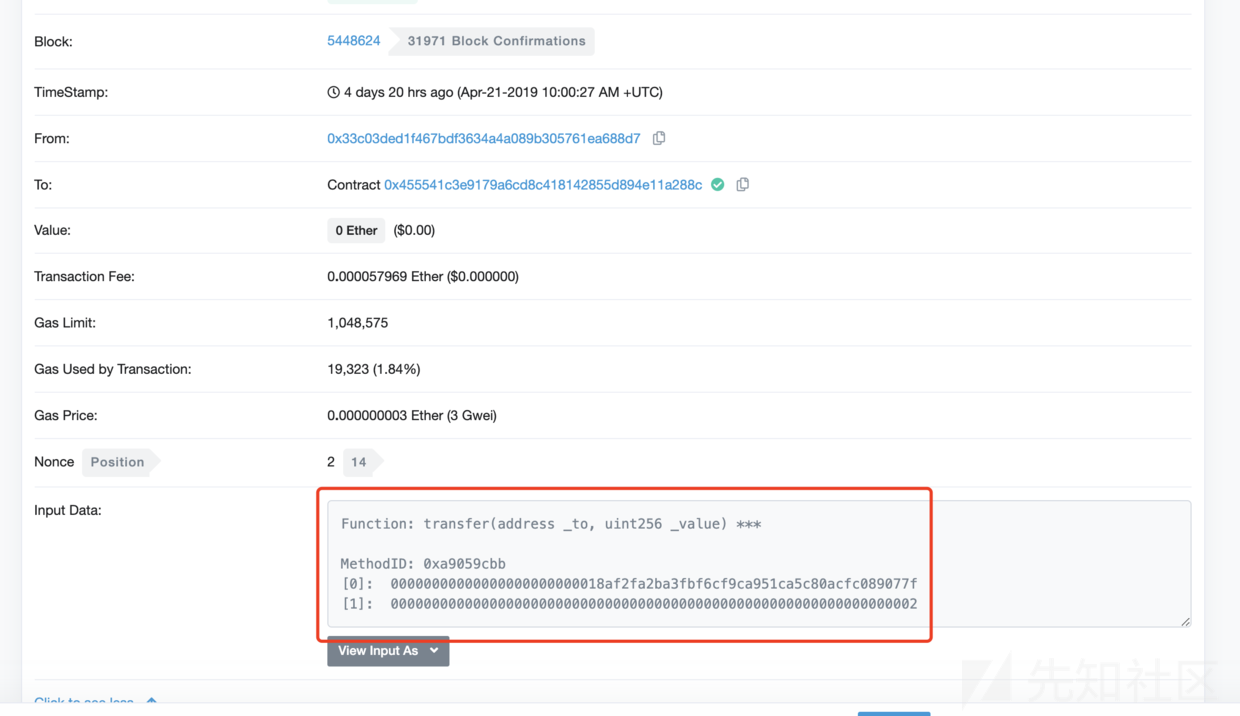 Block:
5448624 31971 Block Confirmations
TimeStamp:
4 days 20 hrs ago (Apr-21-2019 10:00:27 AM +UTC)
From:
0x33c03ded1f467bdf3634a4a089b305761ea688d7
To:
Contract 0x455541c3e9179a6cd8c418142855d894e11a288c
Value:
0 Ether ($0.00)
Transaction Fee:
0.000057969 Ether ($0.000000)
Gas Limit:
1,048,575
Gas Used by Transaction:
19,323 (1.84%)
Gas Price:
0.000000003 Ether (3 Gwei)
Nonce Position
2 14
Input Data:
Function: transfer(address _to, uint256 _value) ***
MethodID: 0xa9059cbb
[0]: 00000000000000000000000018af2fa2ba3fbf6cf9ca951ca5c80acfc089077f
[1]: 0000000000000000000000000000000000000000000000000000000000000002
View Input As
Click to see less
先知社区